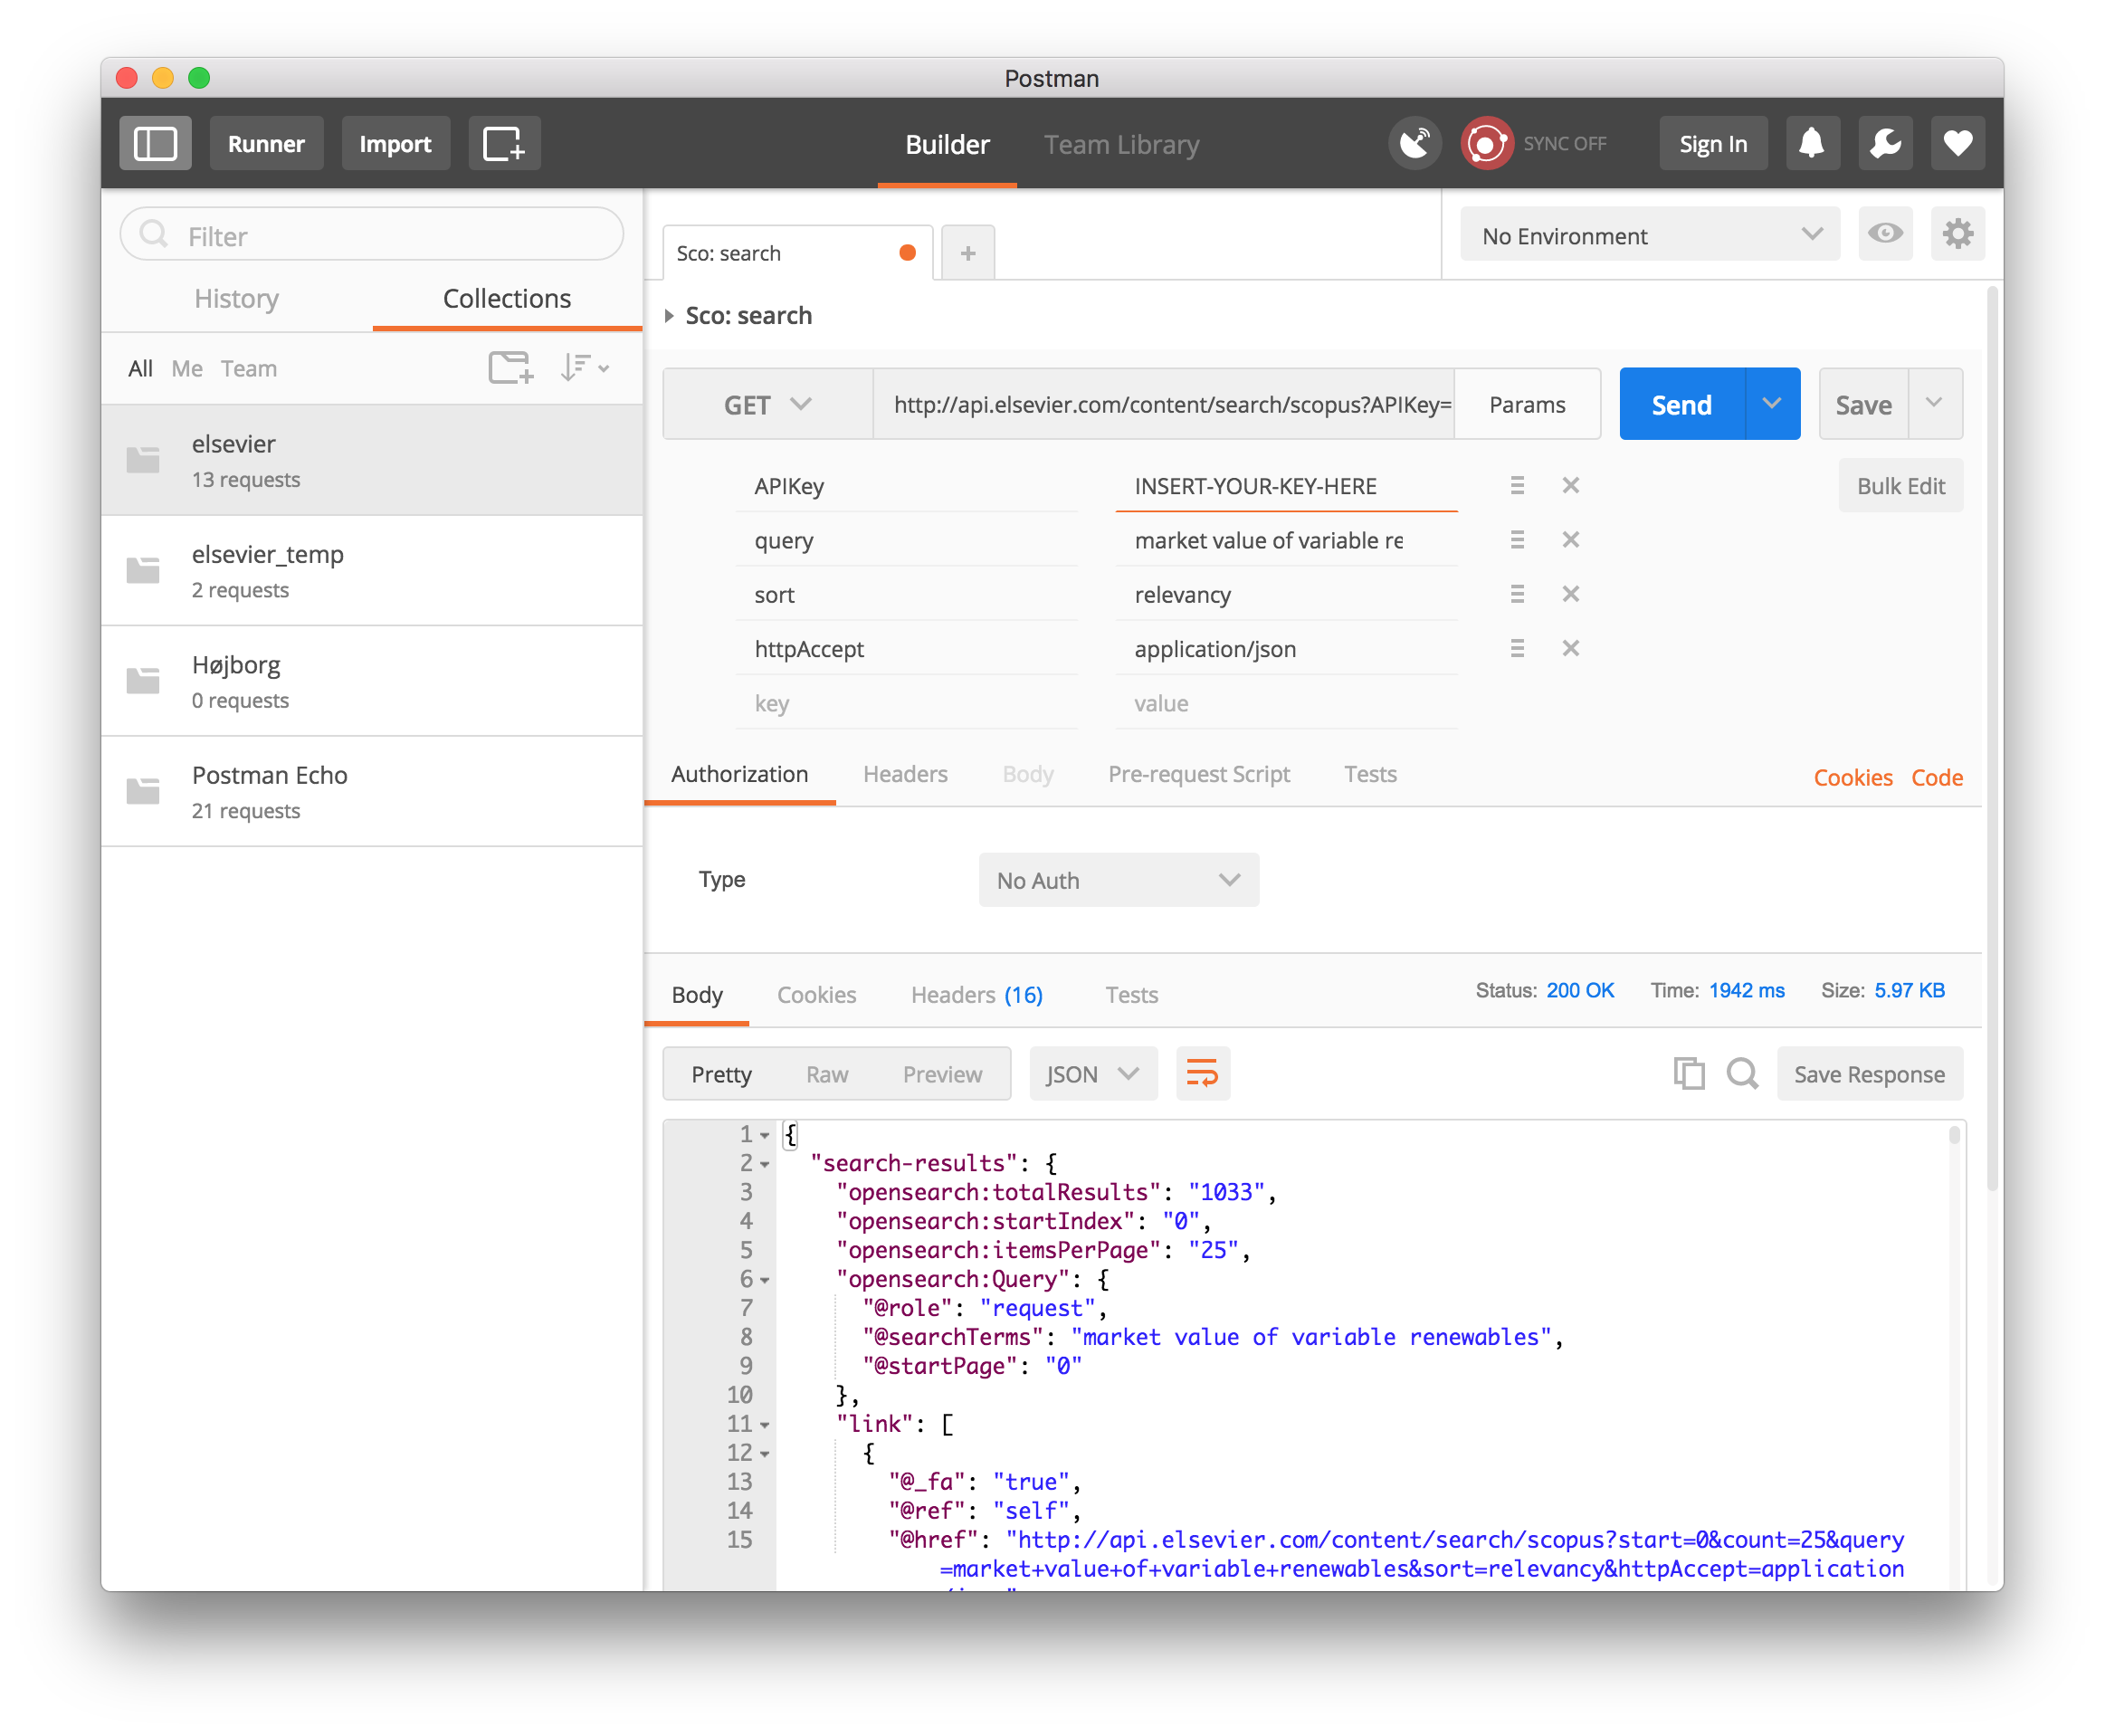 Postman
Runner
Import
Builder
Team Library
SYNC OFF
Sign In
Filter
History
Collections
All Me Team
elsevier
13 requests
elsevier_temp
2 requests
Højborg
0 requests
Postman Echo
21 requests
Sco: search
+
No Environment
Sco: search
GET
http://api.elsevier.com/content/search/scopus?APIKey=
Params
Send
Save
APIKey INSERT-YOUR-KEY-HERE
Bulk Edit
query market value of variable re
sort relevancy
httpAccept application/json
key value
Authorization Headers Body Pre-request Script Tests
Cookies Code
Type No Auth
Body Cookies Headers (16) Tests
Status: 200 OK Time: 1942 ms Size: 5.97 KB
Pretty Raw Preview JSON
Save Response
1 {
2 "search-results": {
3 "opensearch:totalResults": "1033",
4 "opensearch:startIndex": "0",
5 "opensearch:itemsPerPage": "25",
6 "opensearch:Query": {
7 "@role": "request",
8 "@searchTerms": "market value of variable renewables",
9 "@startPage": "0"
10 },
11 "link": [
12 {
13 "@_fa": "true",
14 "@ref": "self",
15 "@href": "http://api.elsevier.com/content/search/scopus?start=0&count=25&query
=market+value+of+variable+renewables&sort=relevancy&httpAccept=application